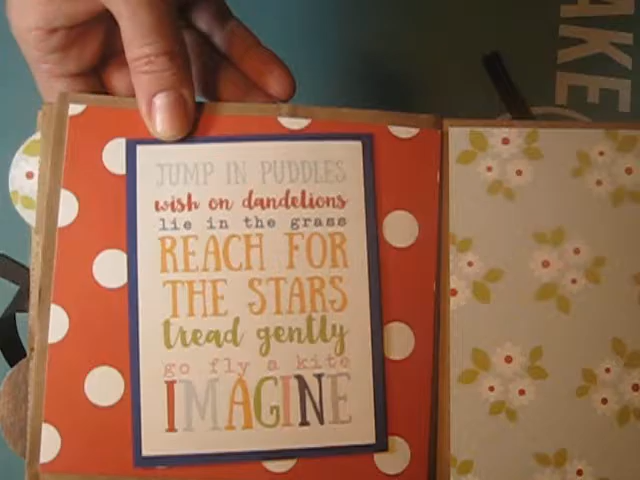 JUMP IN PUDDLES
wish on dandelions
lie in the grass
REACH FOR
THE STARS
tread gently
go fly a kite
IMAGINE
AKE